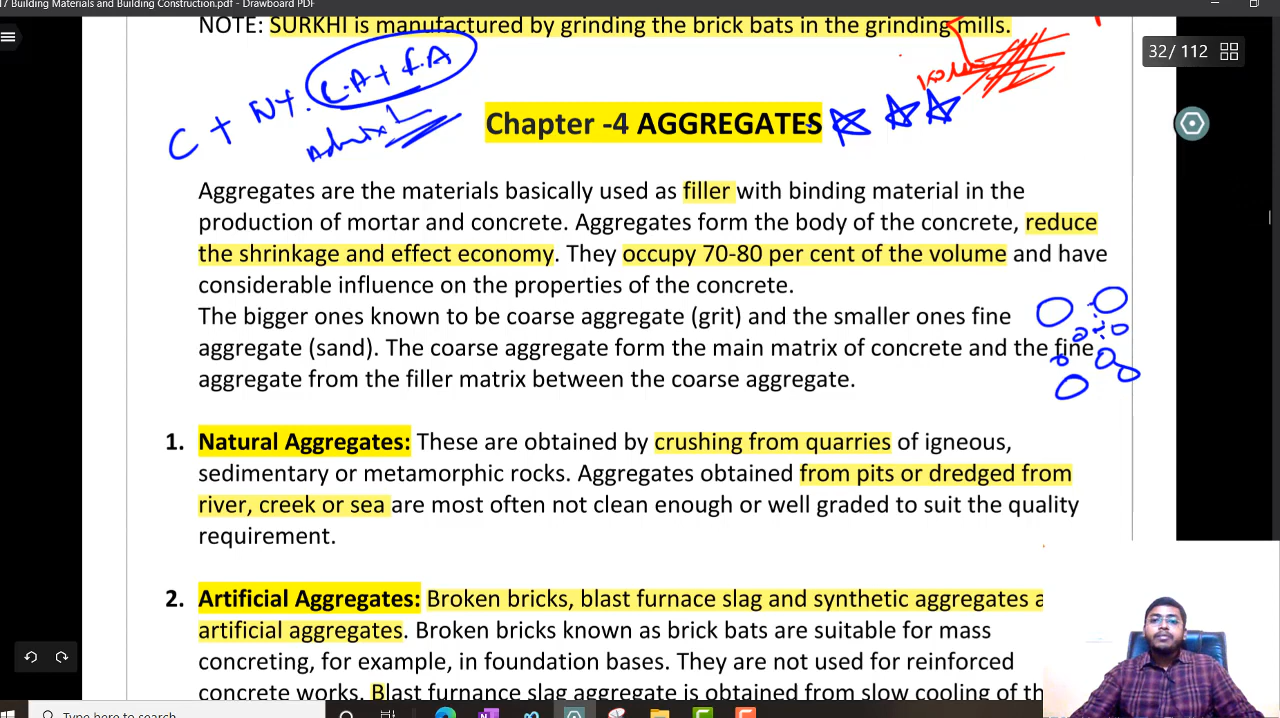 17 Building Materials and Building Construction.pdf - Drawboard PDF
NOTE: SURKHI is manufactured by grinding the brick bats in the grinding mills.
32 / 112
C + Nt. C.A + f.A
Admix
Chapter -4 AGGREGATES
Aggregates are the materials basically used as filler with binding material in the
production of mortar and concrete. Aggregates form the body of the concrete, reduce
the shrinkage and effect economy. They occupy 70-80 per cent of the volume and have
considerable influence on the properties of the concrete.
The bigger ones known to be coarse aggregate (grit) and the smaller ones fine
aggregate (sand). The coarse aggregate form the main matrix of concrete and the fine
aggregate from the filler matrix between the coarse aggregate.
1. Natural Aggregates: These are obtained by crushing from quarries of igneous,
sedimentary or metamorphic rocks. Aggregates obtained from pits or dredged from
river, creek or sea are most often not clean enough or well graded to suit the quality
requirement.
2. Artificial Aggregates: Broken bricks, blast furnace slag and synthetic aggregates a
artificial aggregates. Broken bricks known as brick bats are suitable for mass
concreting, for example, in foundation bases. They are not used for reinforced
concrete works. Blast furnance slag aggregate is obtained from slow cooling of th
Type here to search